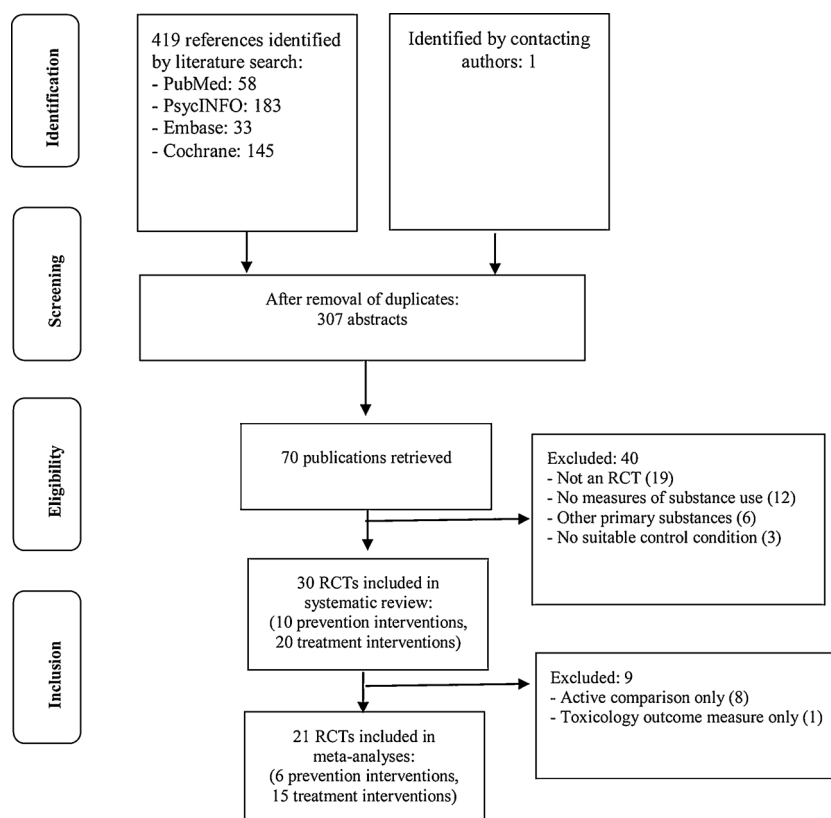 Identification
419 references identified
by literature search:
- PubMed: 58
- PsycINFO: 183
- Embase: 33
- Cochrane: 145
Identified by contacting
authors: 1
Screening
After removal of duplicates:
307 abstracts
Eligibility
70 publications retrieved
Excluded: 40
- Not an RCT (19)
- No measures of substance use (12)
- Other primary substances (6)
- No suitable control condition (3)
30 RCTs included in
systematic review:
(10 prevention interventions,
20 treatment interventions)
Inclusion
Excluded: 9
- Active comparison only (8)
- Toxicology outcome measure only (1)
21 RCTs included in
meta-analyses:
(6 prevention interventions,
15 treatment interventions)